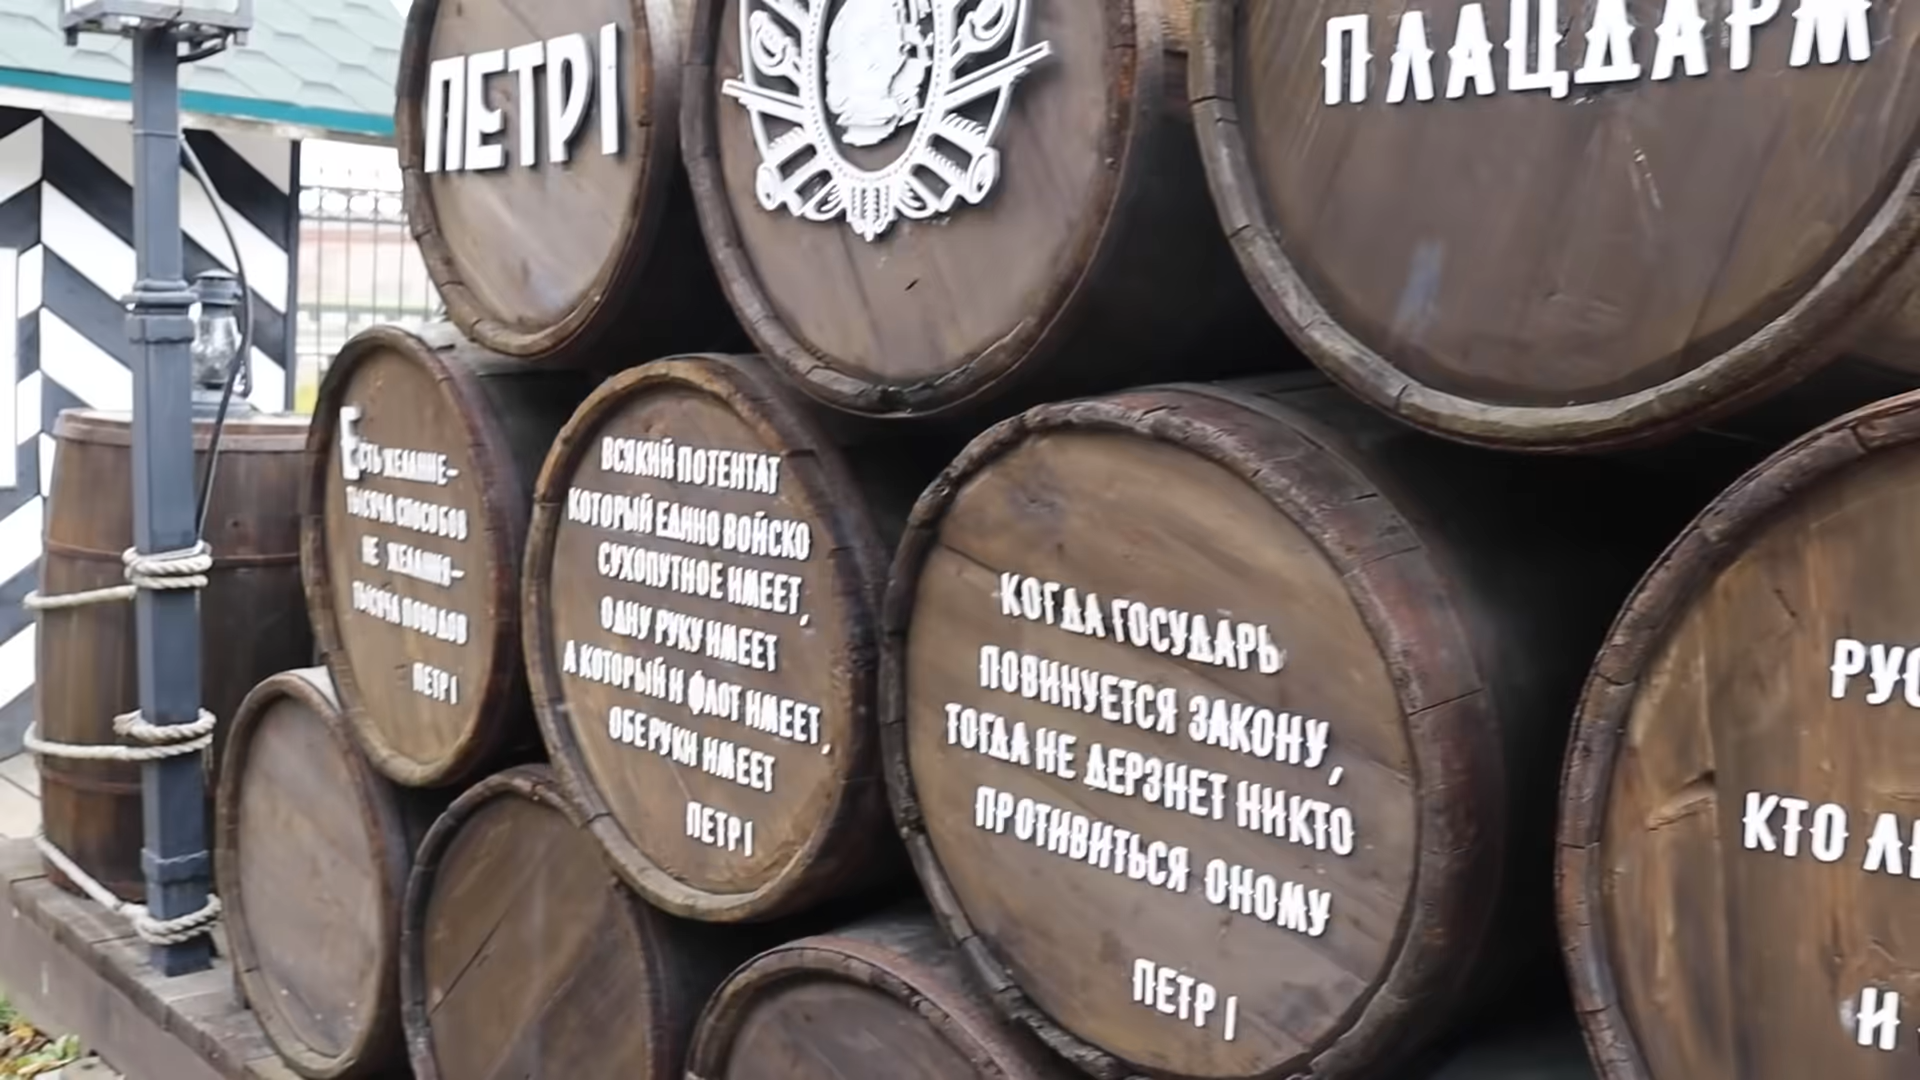 ПЕТР I
ПЛАЦДАРМ
ЕСТЬ ЖЕЛАНИЕ–
ТЫСЯЧА СПОСОБОВ
НЕ ЖЕЛАНИЯ–
ТЫСЯЧА ПОВОДОВ
ПЕТР I
ВСЯКИЙ ПОТЕНТАТ
КОТОРЫЙ ЕДИНО ВОЙСКО
СУХОПУТНОЕ ИМЕЕТ,
ОДНУ РУКУ ИМЕЕТ
А КОТОРЫЙ И ФЛОТ ИМЕЕТ,
ОБЕ РУКИ ИМЕЕТ
ПЕТР I
КОГДА ГОСУДАРЬ
ПОВИНУЕТСЯ ЗАКОНУ,
ТОГДА НЕ ДЕРЗНЕТ НИКТО
ПРОТИВИТЬСЯ ОНОМУ
ПЕТР I
КТО
И